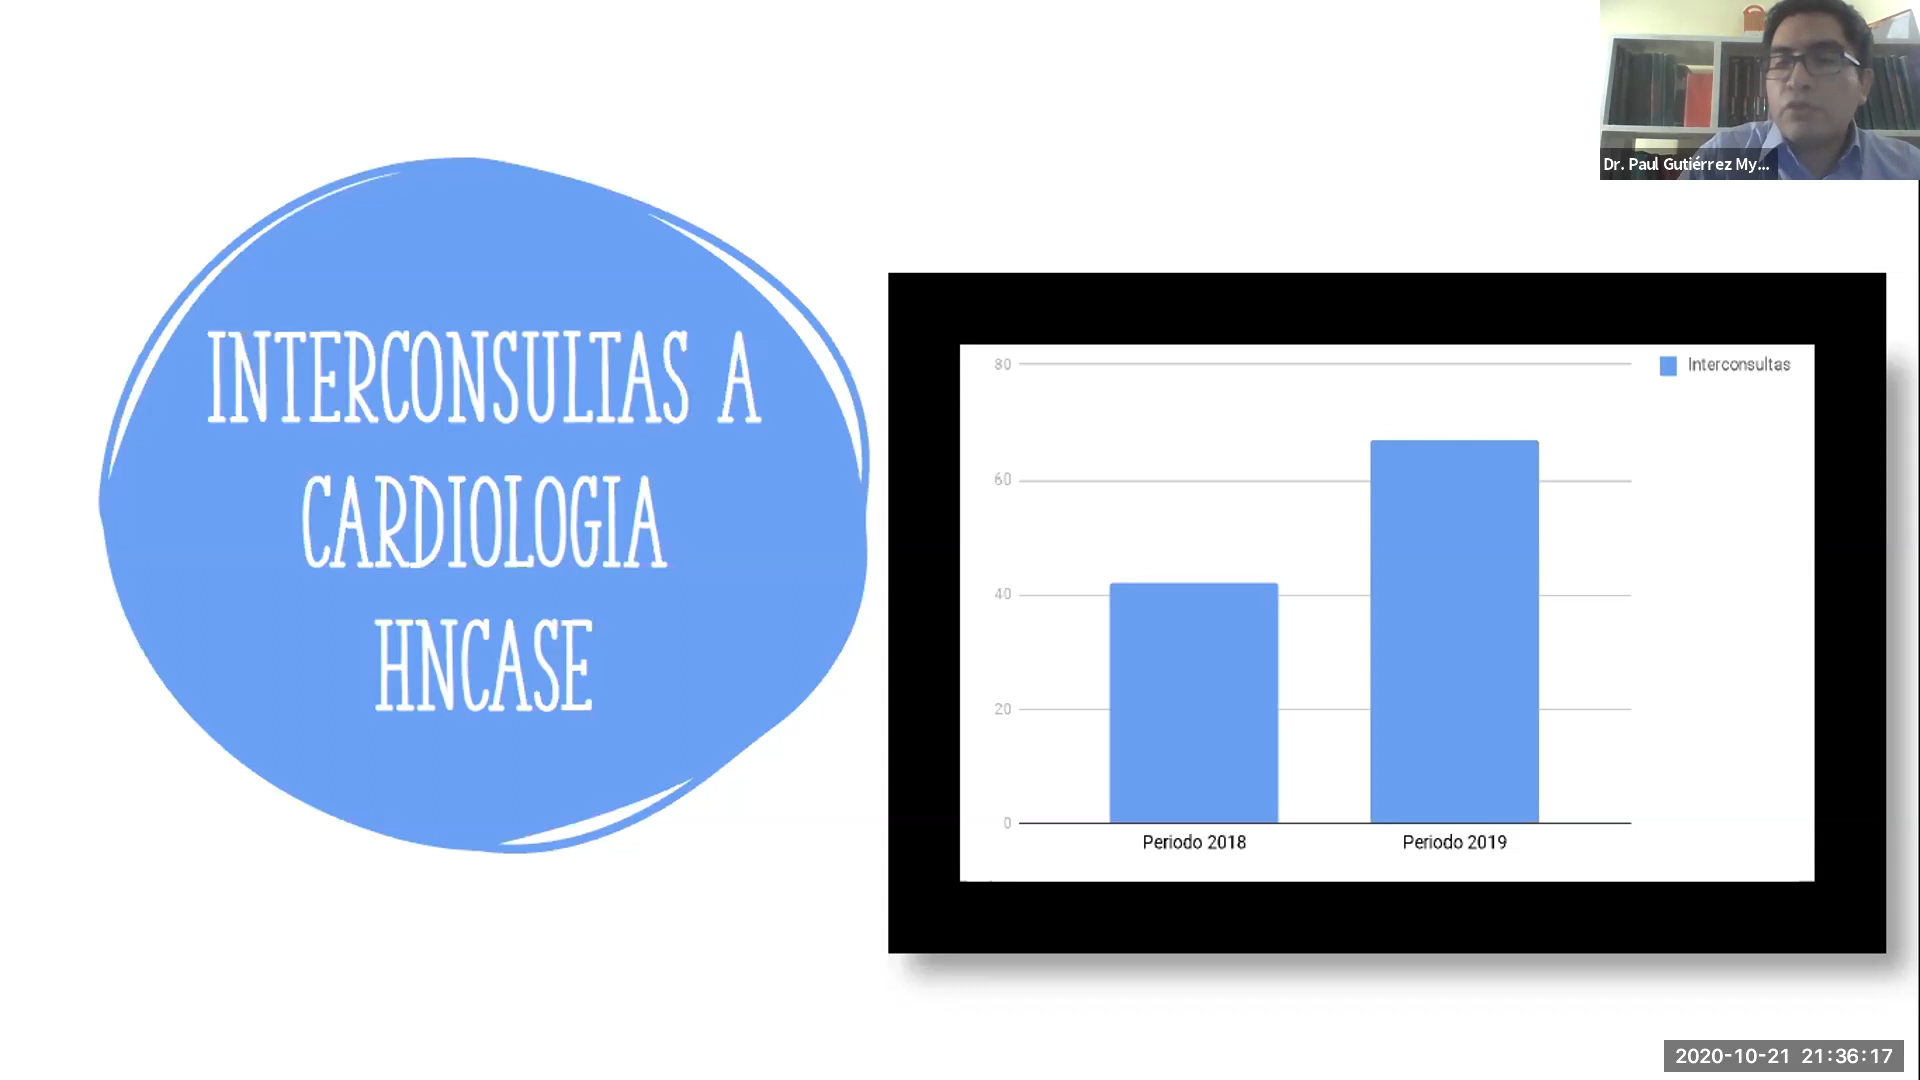 Dr. Paul Gutiérrez My...
INTERCONSULTAS A
CARDIOLOGIA
HNCASE
Interconsultas
80
60
40
20
0
Periodo 2018
Periodo 2019
2020-10-21 21:36:17